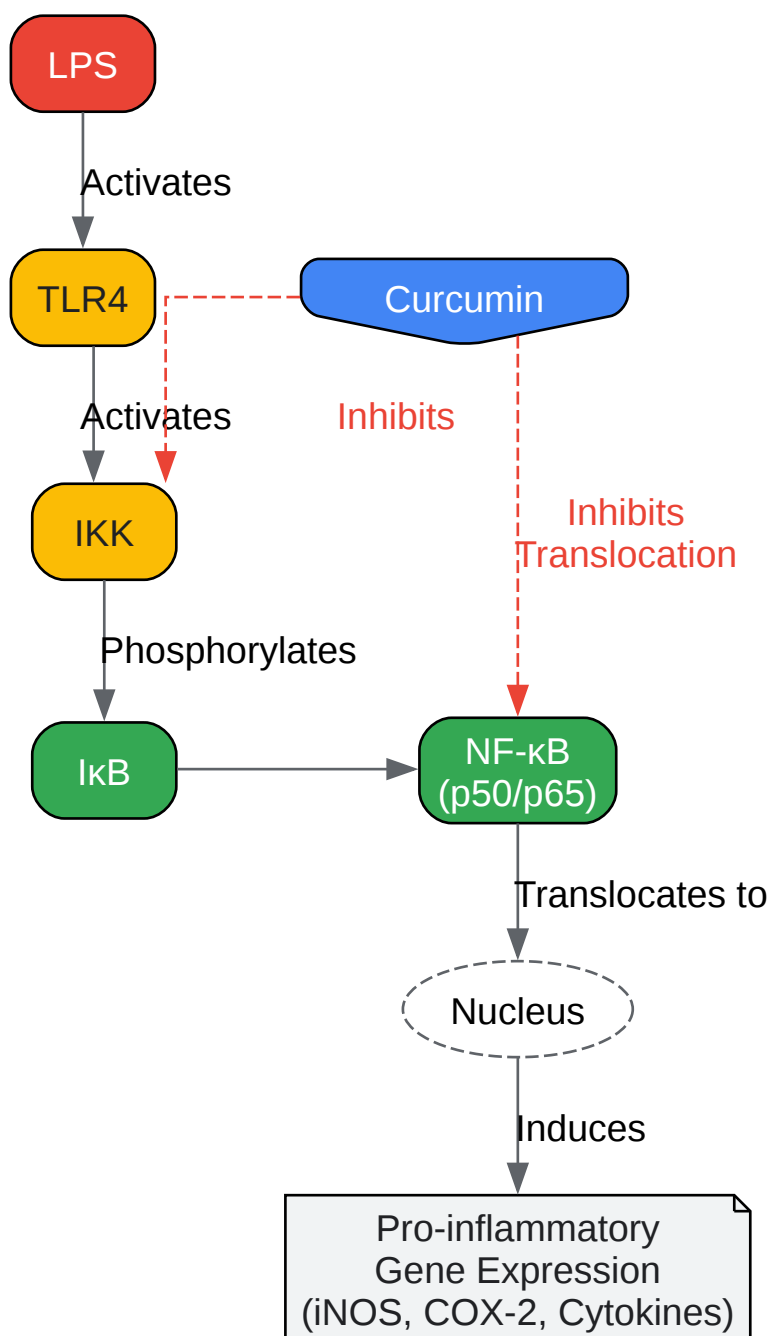 LPS
Activates
TLR4
Curcumin
Activates
Inhibits
IKK
Inhibits
Translocation
Phosphorylates
IκB
NF-κB
(p50/p65)
Translocates to
Nucleus
Induces
Pro-inflammatory
Gene Expression
(iNOS, COX-2, Cytokines)